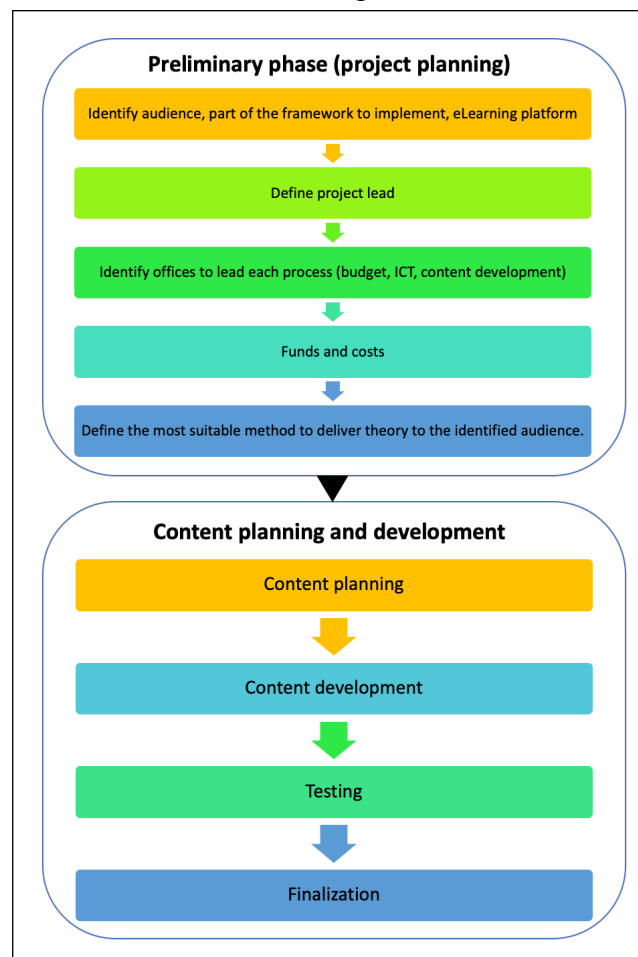 Preliminary phase (project planning)
Identify audience, part of the framework to implement, eLearning platform
Define project lead
Identify offices to lead each process (budget, ICT, content development)
Funds and costs
Define the most suitable method to deliver theory to the identified audience.
Content planning and development
Content planning
Content development
Testing
Finalization